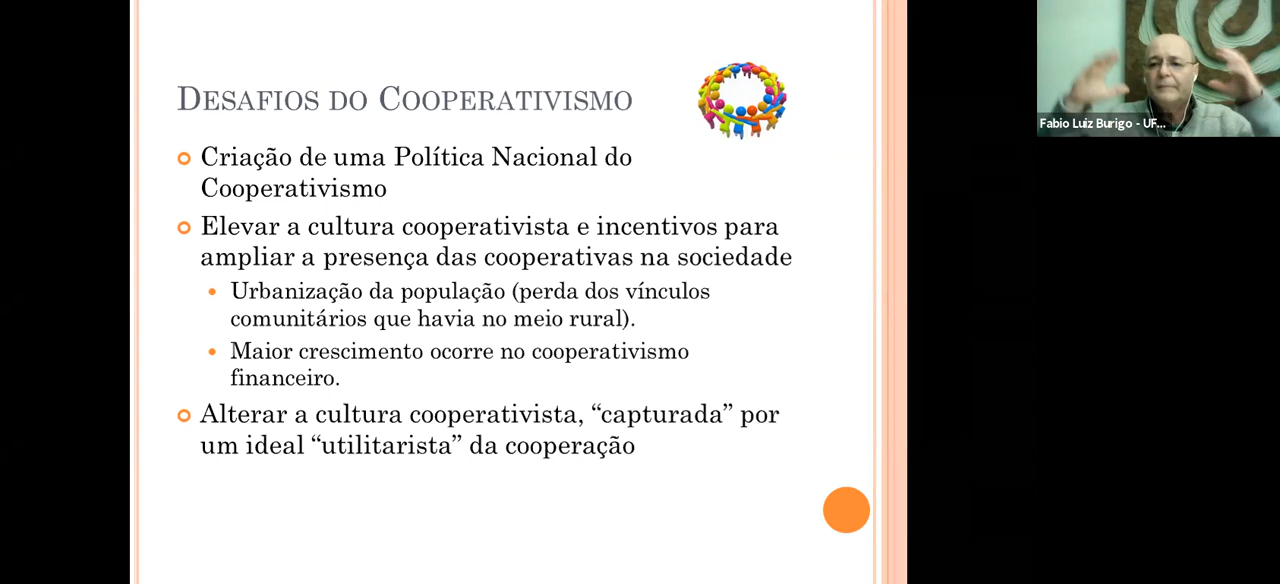 DESAFIOS DO COOPERATIVISMO
Criação de uma Política Nacional do
Cooperativismo
Elevar a cultura cooperativista e incentivos para
ampliar a presença das cooperativas na sociedade
Urbanização da população (perda dos vínculos
comunitários que havia no meio rural).
Maior crescimento ocorre no cooperativismo
financeiro.
Alterar a cultura cooperativista, “capturada” por
um ideal “utilitarista” da cooperação
Fabio Luiz Burigo - UF...